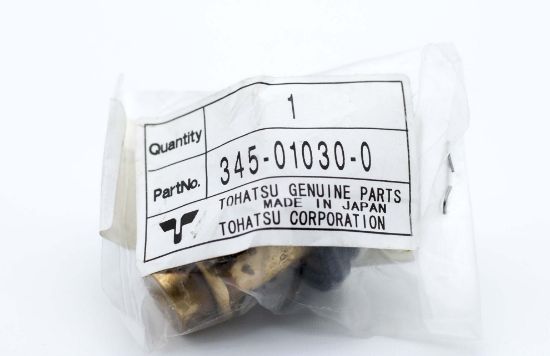 Quantity 1
PartNo. 345-01030-0
TOHATSU GENUINE PARTS
MADE IN JAPAN
TOHATSU CORPORATION